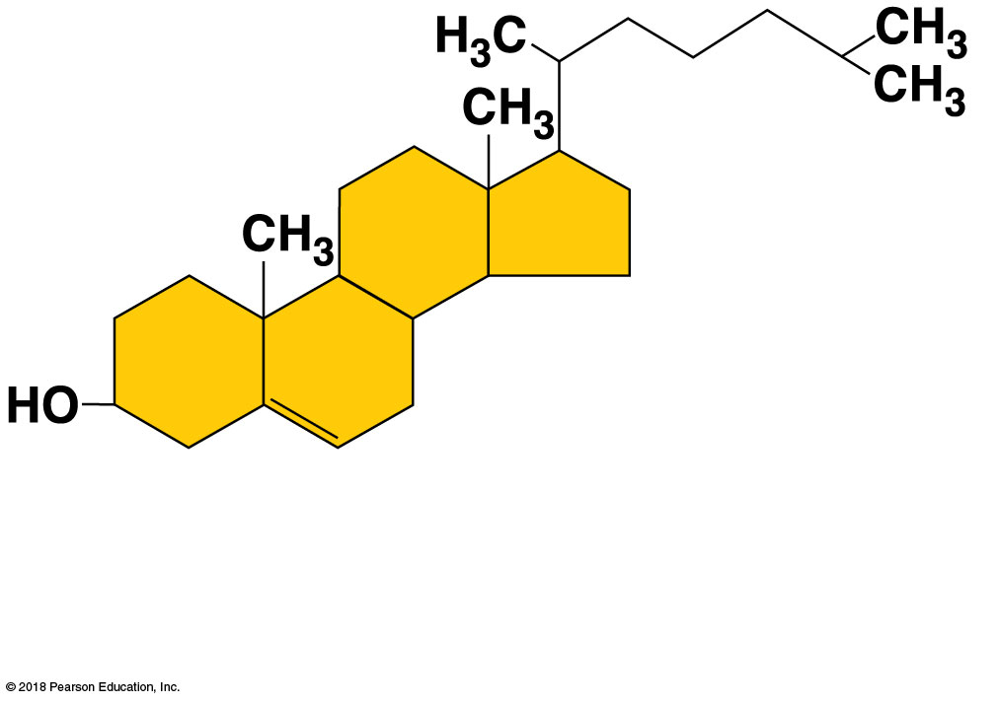 H₃C
CH₃
CH₃
CH₃
CH₃
HO
© 2018 Pearson Education, Inc.